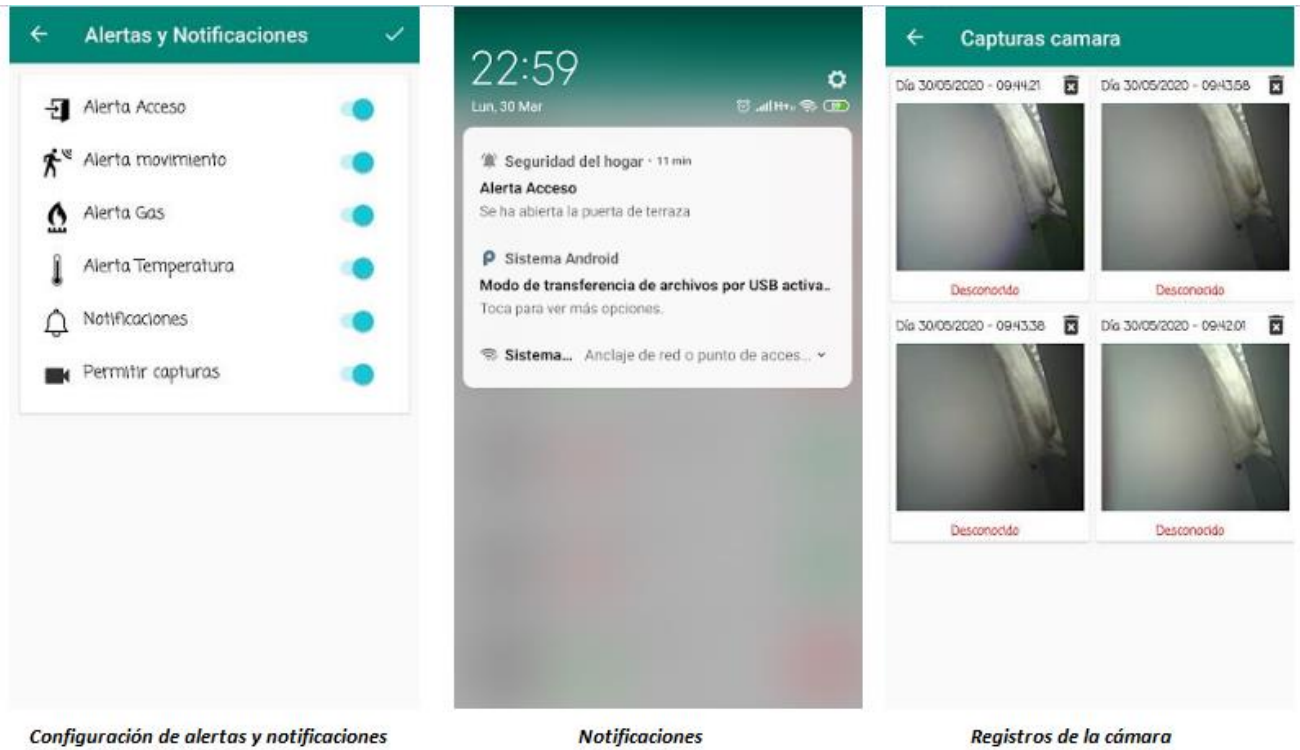 Alertas y Notificaciones
Alerta Acceso
Alerta movimiento
Alerta Gas
Alerta Temperatura
Notificaciones
Permitir capturas
Configuración de alertas y notificaciones
22:59
Lun, 30 Mar
Seguridad del hogar · 11 min
Alerta Acceso
Se ha abierta la puerta de terraza
Sistema Android
Modo de transferencia de archivos por USB activa..
Toca para ver más opciones.
Sistema... Anclaje de red o punto de acces...
Notificaciones
Capturas camara
Día 30/05/2020 - 09:44:21 Día 30/05/2020 - 09:43:58
Desconocido Desconocido
Día 30/05/2020 - 09:43:38 Día 30/05/2020 - 09:42:01
Desconocido Desconocido
Registros de la cámara